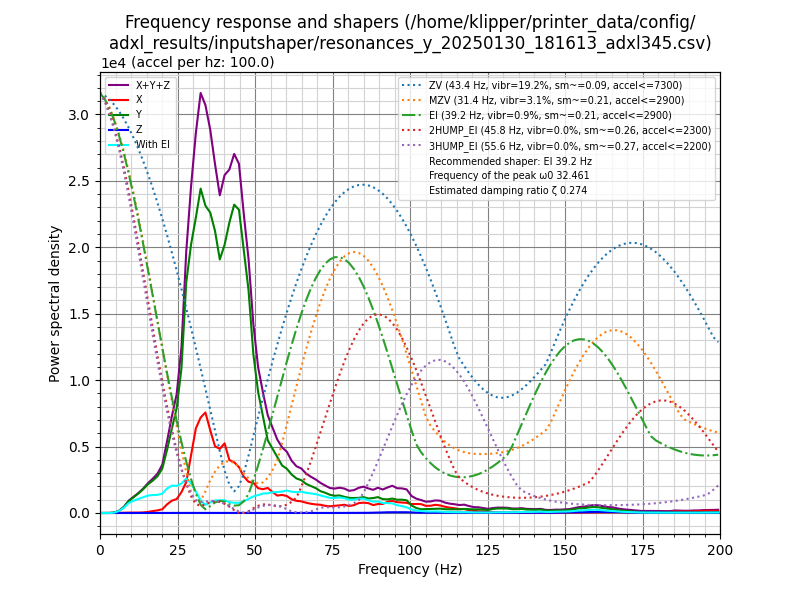 Frequency response and shapers (/home/klipper/printer_data/config/
adxl_results/inputshaper/resonances_y_20250130_181613_adxl345.csv)
1e4 (accel per hz: 100.0)
X+Y+Z
X
Y
Z
With EI
ZV (43.4 Hz, vibr=19.2%, sm~=0.09, accel<=7300)
MZV (31.4 Hz, vibr=3.1%, sm~=0.21, accel<=2900)
EI (39.2 Hz, vibr=0.9%, sm~=0.21, accel<=2900)
2HUMP_EI (45.8 Hz, vibr=0.0%, sm~=0.26, accel<=2300)
3HUMP_EI (55.6 Hz, vibr=0.0%, sm~=0.27, accel<=2200)
Recommended shaper: EI 39.2 Hz
Frequency of the peak ω0 32.461
Estimated damping ratio ζ 0.274
Power spectral density
3.0
2.5
2.0
1.5
1.0
0.5
0.0
0 25 50 75 100 125 150 175 200
Frequency (Hz)